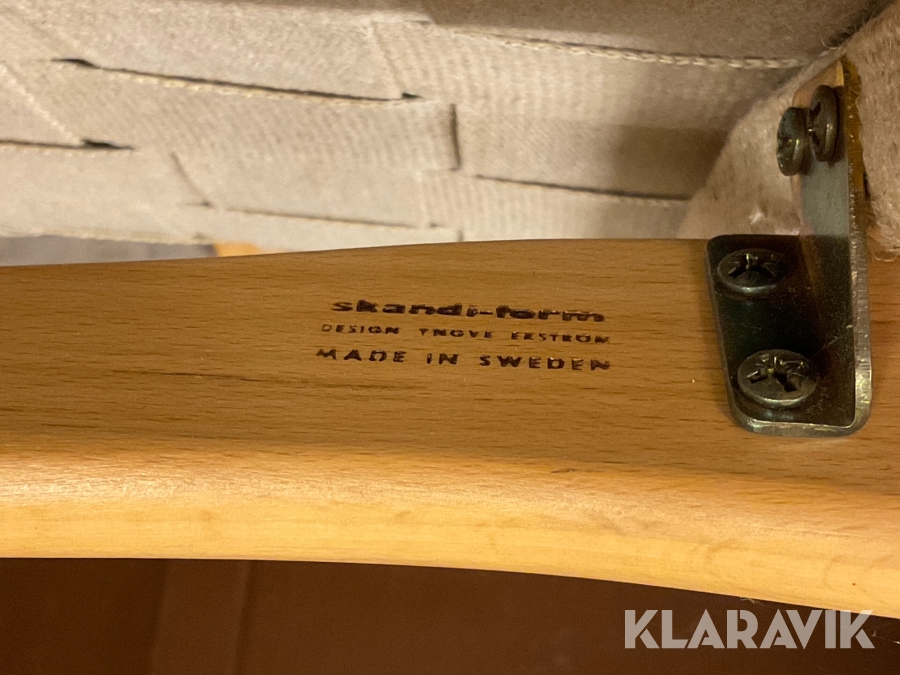 skandi-form
DESIGN YNGVE EKSTRÖM
MADE IN SWEDEN
KLARAVIK